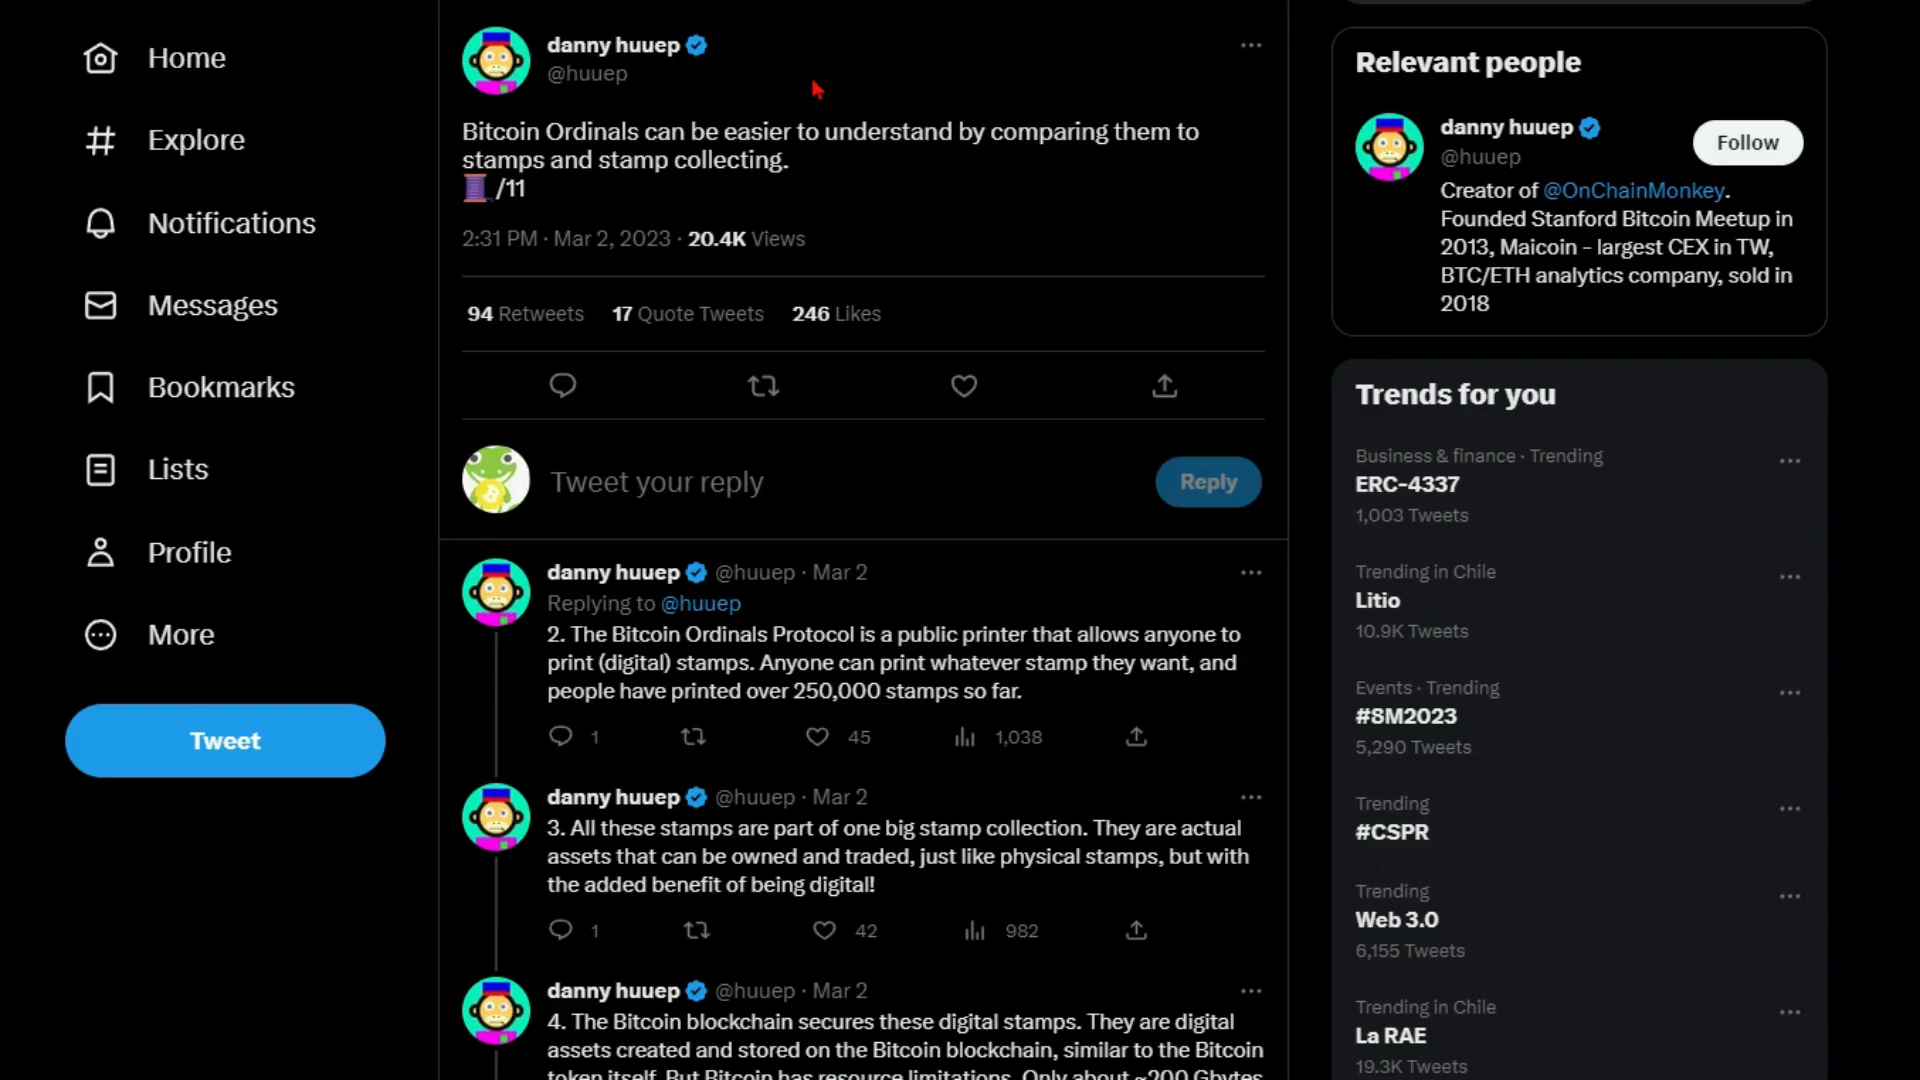 Home
Explore
Notifications
Messages
Bookmarks
Lists
Profile
More
Tweet
danny huuep
@huuep
Bitcoin Ordinals can be easier to understand by comparing them to
stamps and stamp collecting.
🧵/11
2:31 PM · Mar 2, 2023 · 20.4K Views
94 Retweets 17 Quote Tweets 246 Likes
Tweet your reply
Reply
danny huuep @huuep · Mar 2
Replying to @huuep
2. The Bitcoin Ordinals Protocol is a public printer that allows anyone to
print (digital) stamps. Anyone can print whatever stamp they want, and
people have printed over 250,000 stamps so far.
1 45 1,038
danny huuep @huuep · Mar 2
3. All these stamps are part of one big stamp collection. They are actual
assets that can be owned and traded, just like physical stamps, but with
the added benefit of being digital!
1 42 982
danny huuep @huuep · Mar 2
4. The Bitcoin blockchain secures these digital stamps. They are digital
assets created and stored on the Bitcoin blockchain, similar to the Bitcoin
token itself. But Bitcoin has resource limitations. Only about ~200 Gbytes
Relevant people
danny huuep
@huuep
Follow
Creator of @OnChainMonkey.
Founded Stanford Bitcoin Meetup in
2013, Maicoin - largest CEX in TW,
BTC/ETH analytics company, sold in
2018
Trends for you
Business & finance · Trending
ERC-4337
1,003 Tweets
Trending in Chile
Litio
10.9K Tweets
Events · Trending
#8M2023
5,290 Tweets
Trending
#CSPR
Trending
Web 3.0
6,155 Tweets
Trending in Chile
La RAE
19.3K Tweets